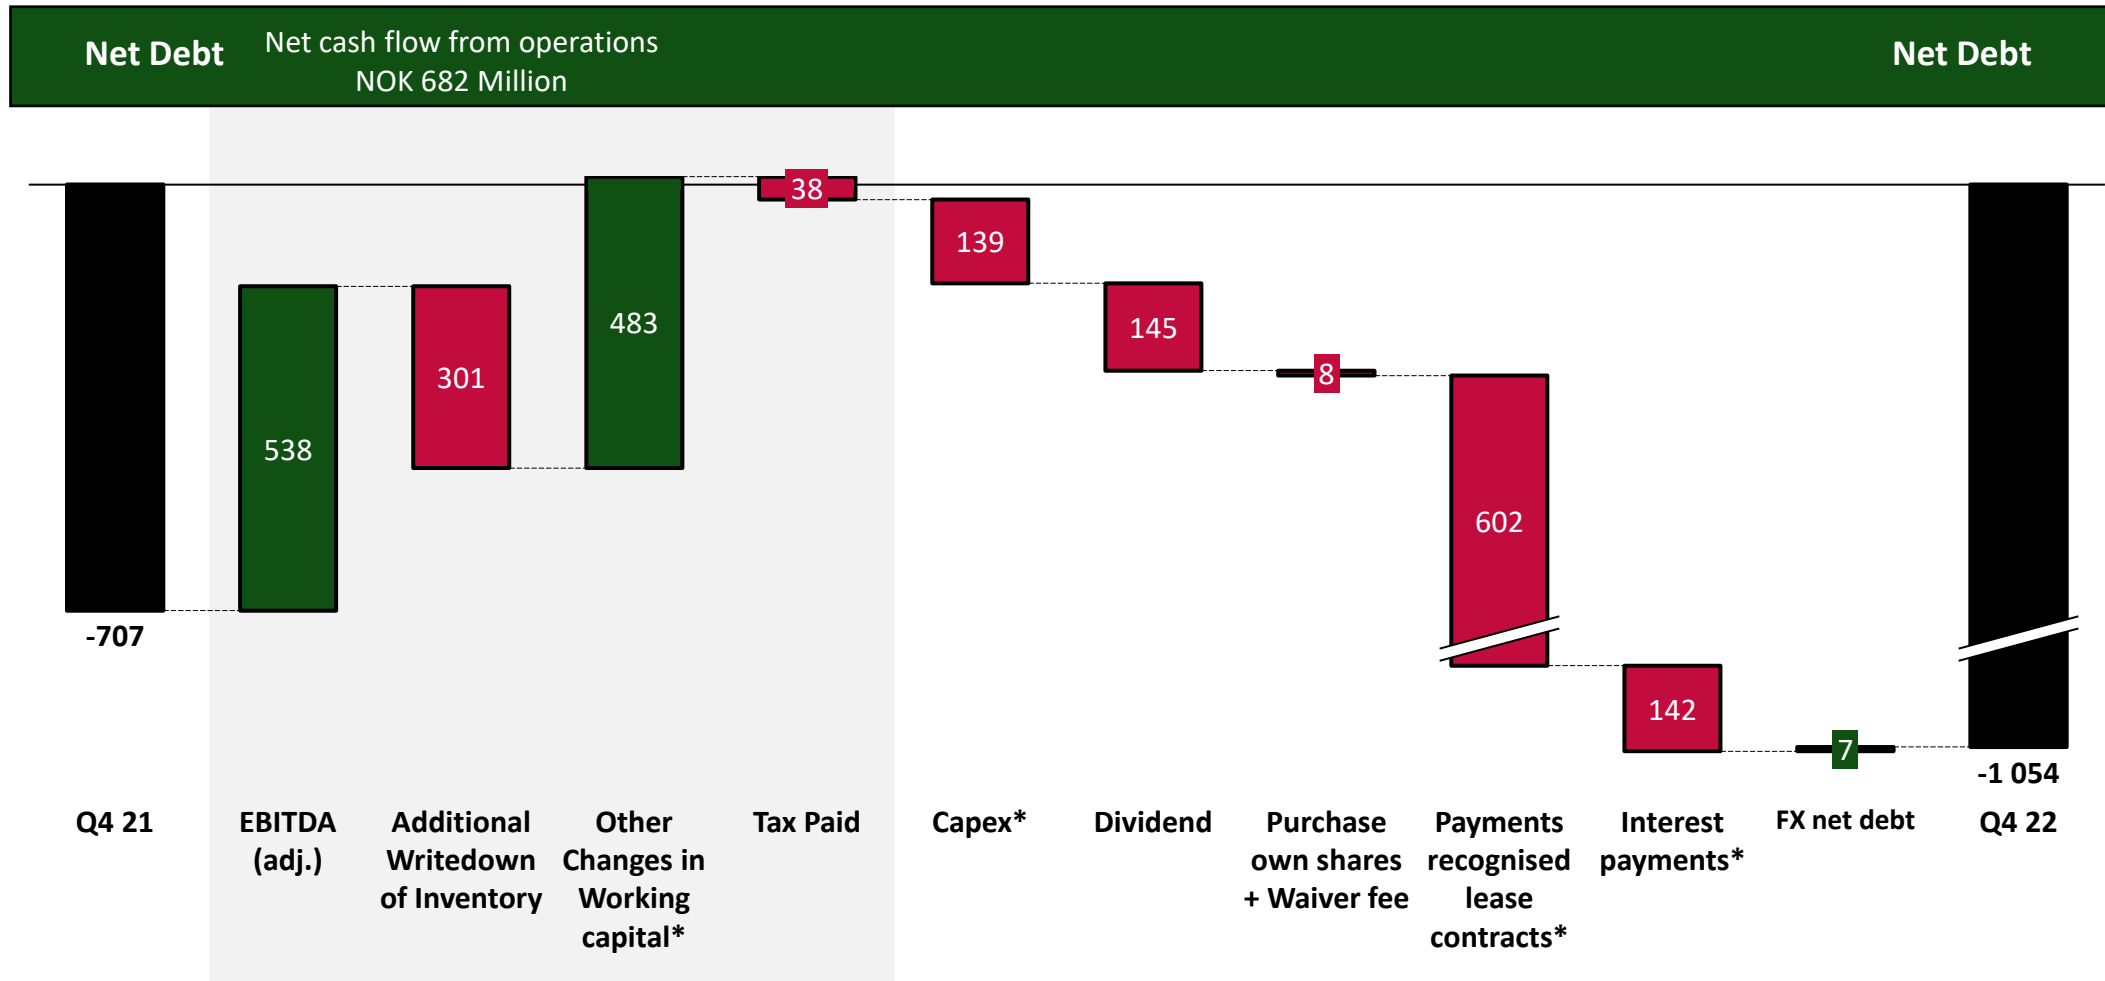 Net Debt
Net cash flow from operations
NOK 682 Million
Net Debt
38
139
483
145
301
8
538
602
-707
142
7
-1 054
Q4 21
EBITDA
(adj.)
Additional
Writedown
of Inventory
Other
Changes in
Working
capital*
Tax Paid
Capex*
Dividend
Purchase
own shares
+ Waiver fee
Payments
recognised
lease
contracts*
Interest
payments*
FX net debt
Q4 22